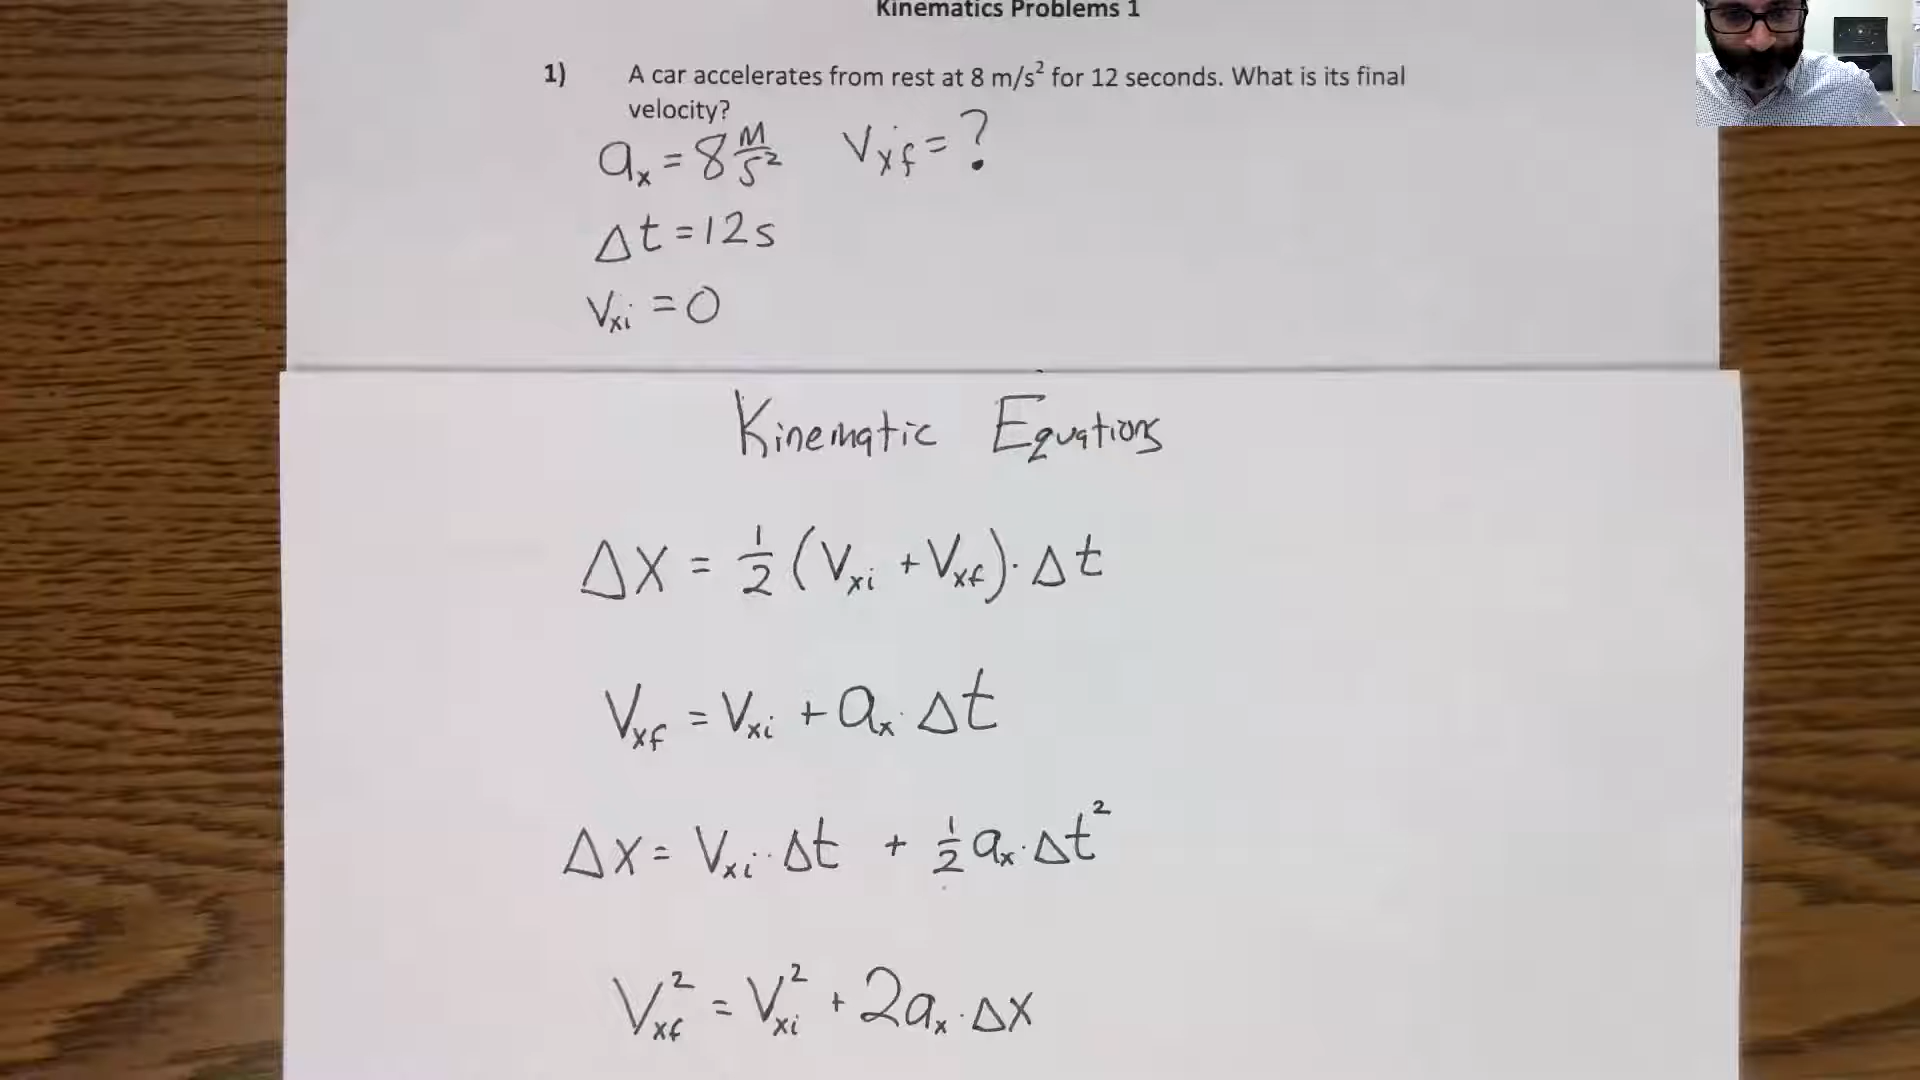 Kinematics Problems 1
1) A car accelerates from rest at 8 m/s² for 12 seconds. What is its final
velocity?
aₓ = 8 M/S² Vxf = ?
Δt = 12s
Vxi = 0
Kinematic Equations
ΔX = ½ (Vxi + Vxf) · Δt
Vxf = Vxi + aₓ · Δt
ΔX = Vxi · Δt + ½ aₓ · Δt²
Vxf² = Vxi² + 2aₓ · ΔX